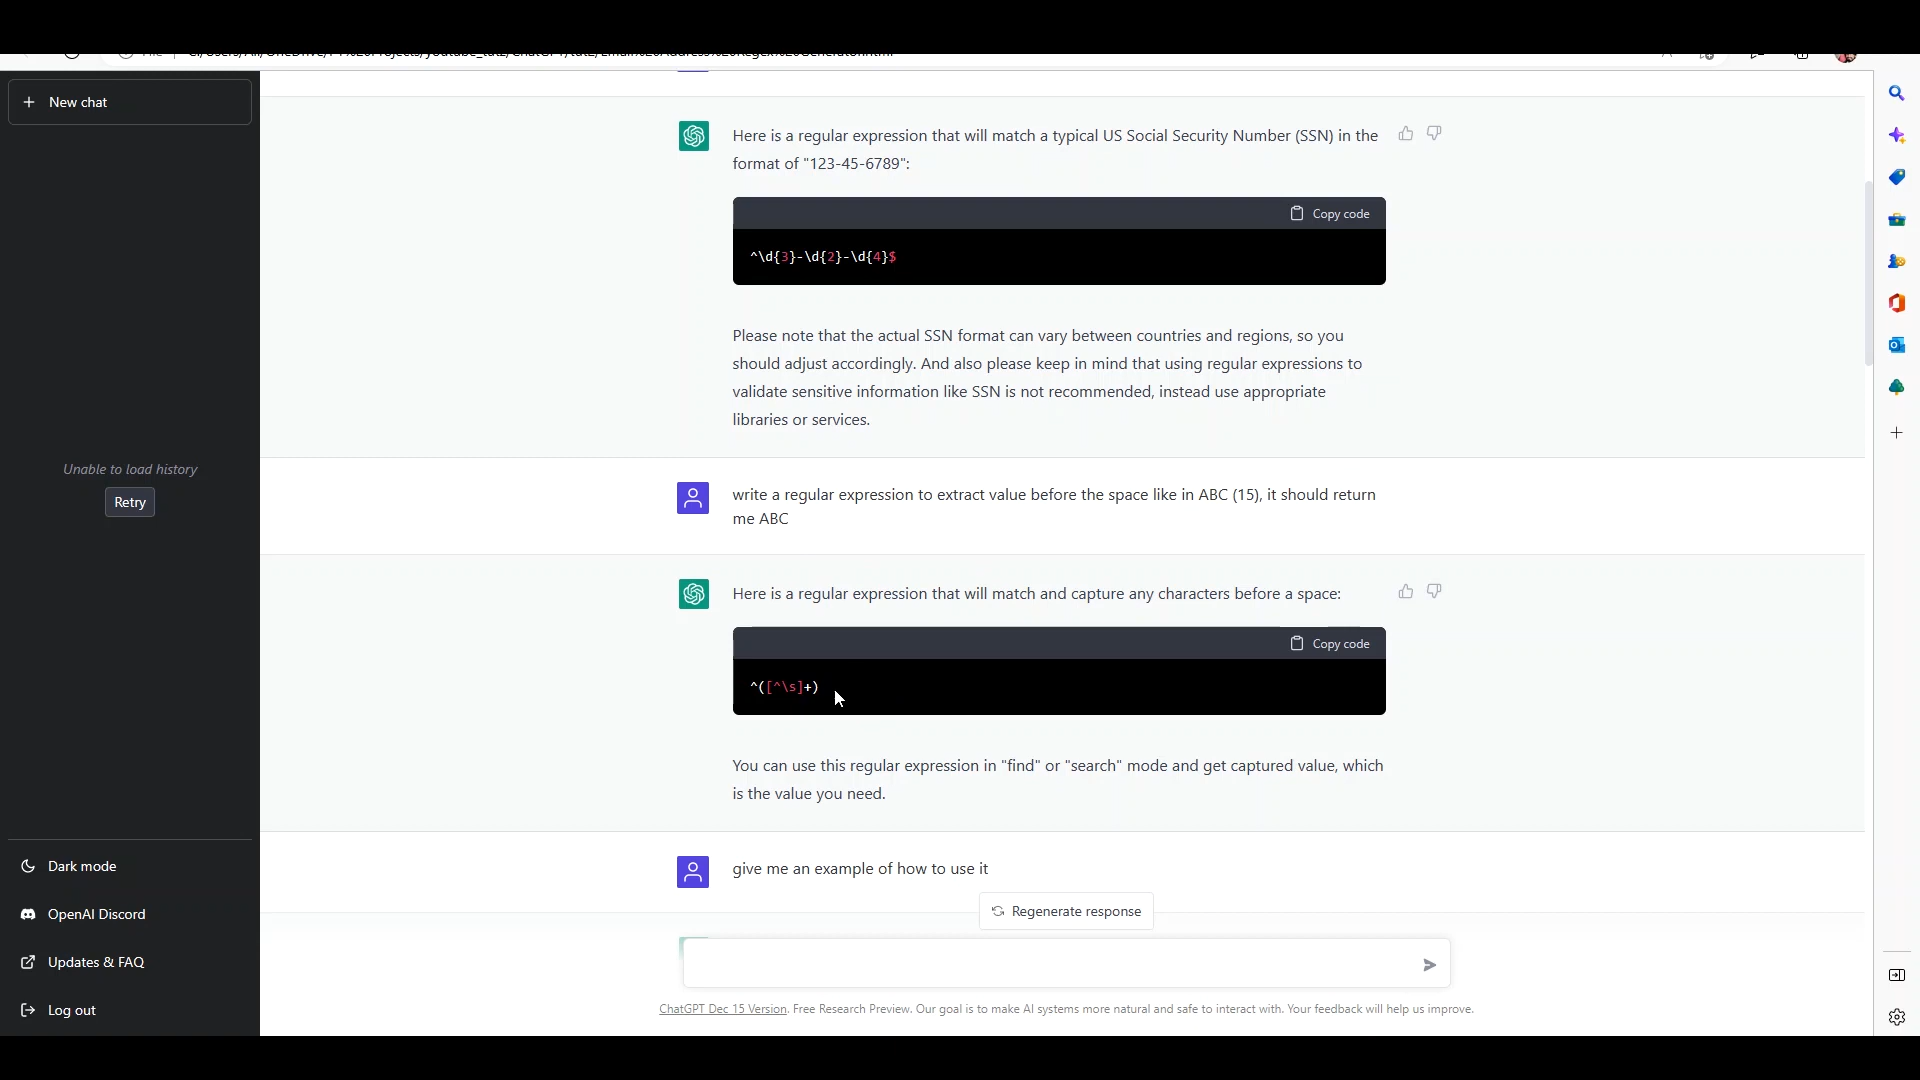 New chat
Here is a regular expression that will match a typical US Social Security Number (SSN) in the
format of "123-45-6789":
Copy code
^\d{3}-\d{2}-\d{4}$
Please note that the actual SSN format can vary between countries and regions, so you
should adjust accordingly. And also please keep in mind that using regular expressions to
validate sensitive information like SSN is not recommended, instead use appropriate
libraries or services.
Unable to load history
Retry
write a regular expression to extract value before the space like in ABC (15), it should return
me ABC
Here is a regular expression that will match and capture any characters before a space:
Copy code
^([^\s]+)
You can use this regular expression in "find" or "search" mode and get captured value, which
is the value you need.
give me an example of how to use it
Regenerate response
Dark mode
OpenAI Discord
Updates & FAQ
Log out
ChatGPT Dec 15 Version. Free Research Preview. Our goal is to make AI systems more natural and safe to interact with. Your feedback will help us improve.